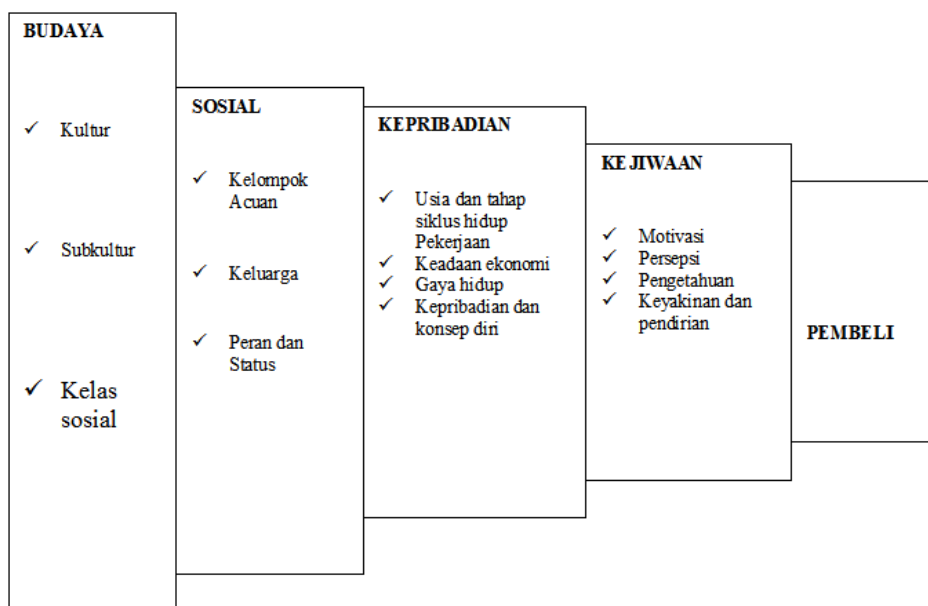 BUDAYA
✓ Kultur
✓ Subkultur
✓ Kelas
sosial
SOSIAL
✓ Kelompok
Acuan
✓ Keluarga
✓ Peran dan
Status
KEPRIBADIAN
✓ Usia dan tahap
siklus hidup
Pekerjaan
✓ Keadaan ekonomi
✓ Gaya hidup
✓ Kepribadian dan
konsep diri
KEJIWAAN
✓ Motivasi
✓ Persepsi
✓ Pengetahuan
✓ Keyakinan dan
pendirian
PEMBELI